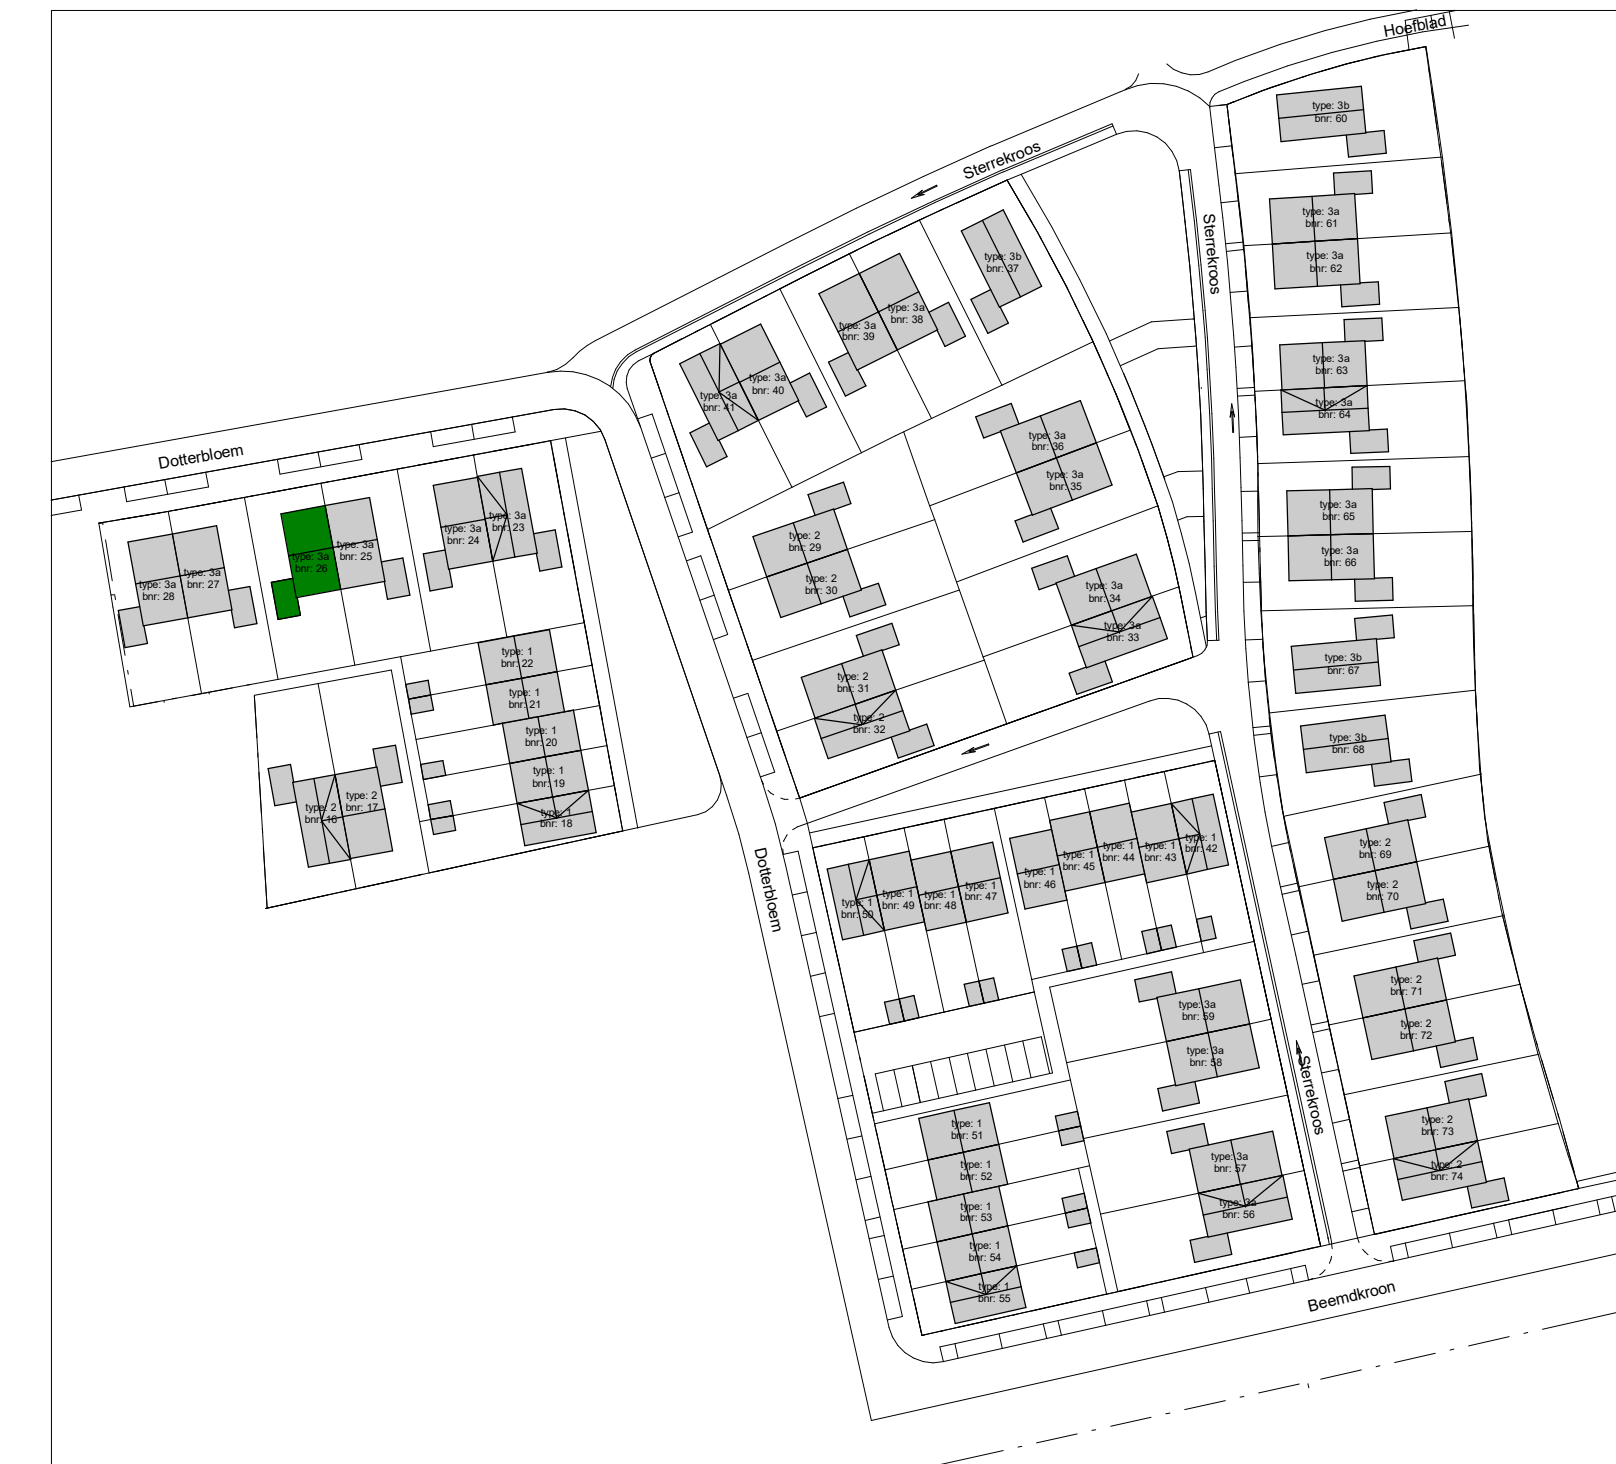 Hoefblad
type: 3b
bnr: 60
Sterrekroos
type: 3a
bnr: 61
Sterrekroos
type: 3a
bnr: 62
type: 3b
bnr: 37
type: 3a
bnr: 38
type: 3a
bnr: 39
type: 3a
bnr: 63
type: 3a
bnr: 64
type: 3a
bnr: 40
type: 3a
bnr: 41
Dotterbloem
type: 3a
bnr: 36
type: 3a
bnr: 35
type: 3a
bnr: 65
type: 3a
bnr: 66
type: 3a
bnr: 23
type: 3a
bnr: 24
type: 3a
bnr: 25
type: 3a
bnr: 26
type: 3a
bnr: 27
type: 3a
bnr: 28
type: 2
bnr: 29
type: 2
bnr: 30
type: 3a
bnr: 34
type: 3a
bnr: 33
type: 1
bnr: 22
type: 1
bnr: 21
type: 1
bnr: 20
type: 1
bnr: 19
type: 1
bnr: 18
type: 2
bnr: 31
type: 2
bnr: 32
type: 3b
bnr: 67
type: 3b
bnr: 68
type: 2
bnr: 17
type: 2
bnr: 16
Dotterbloem
type: 1
bnr: 42
type: 1
bnr: 43
type: 1
bnr: 44
type: 1
bnr: 45
type: 1
bnr: 46
type: 1
bnr: 47
type: 1
bnr: 48
type: 1
bnr: 49
type: 1
bnr: 50
type: 2
bnr: 69
type: 2
bnr: 70
type: 2
bnr: 71
type: 2
bnr: 72
type: 3a
bnr: 59
type: 3a
bnr: 58
Sterrekroos
type: 1
bnr: 51
type: 1
bnr: 52
type: 1
bnr: 53
type: 1
bnr: 54
type: 1
bnr: 55
type: 3a
bnr: 57
type: 3a
bnr: 56
type: 2
bnr: 73
type: 2
bnr: 74
Beemdkroon